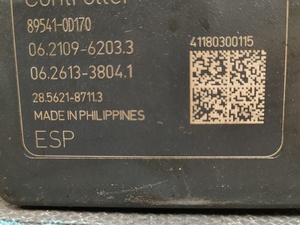 Controller
89541-0D170
41180300115
06.2109-6203.3
06.2613-3804.1
28.5621-8711.3
MADE IN PHILIPPINES
ESP